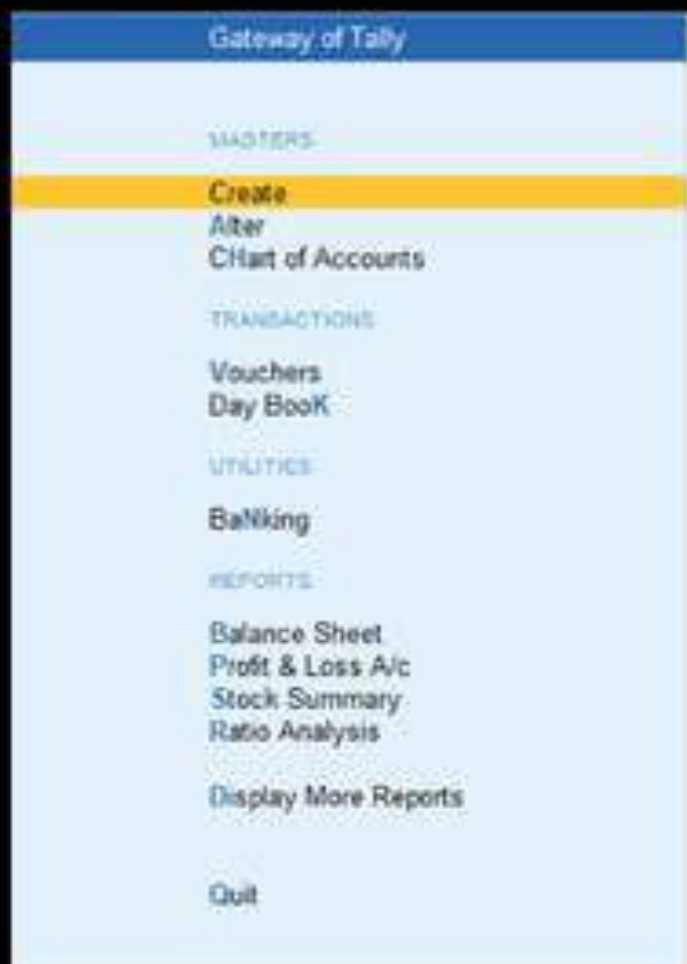 Gateway of Tally
MASTERS
Create
Alter
CHart of Accounts
TRANSACTIONS
Vouchers
Day BooK
UTILITIES
BaNking
REPORTS
Balance Sheet
Profit & Loss A/c
Stock Summary
Ratio Analysis
Display More Reports
Quit